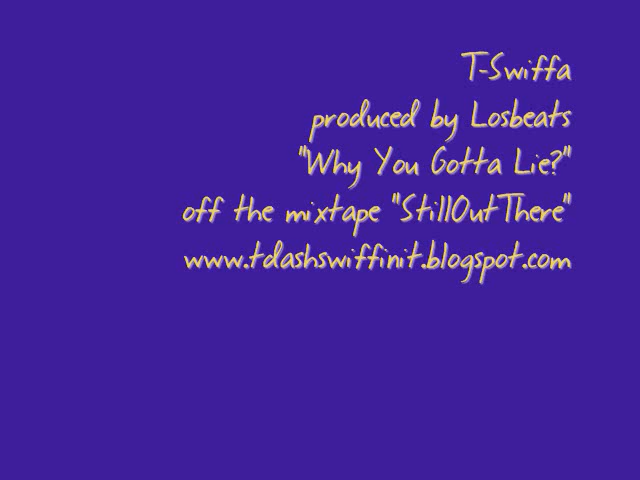 T-Swiffa
produced by Losbeats
"Why You Gotta Lie?"
off the mixtape "StillOutThere"
www.tdashswiffinit.blogspot.com